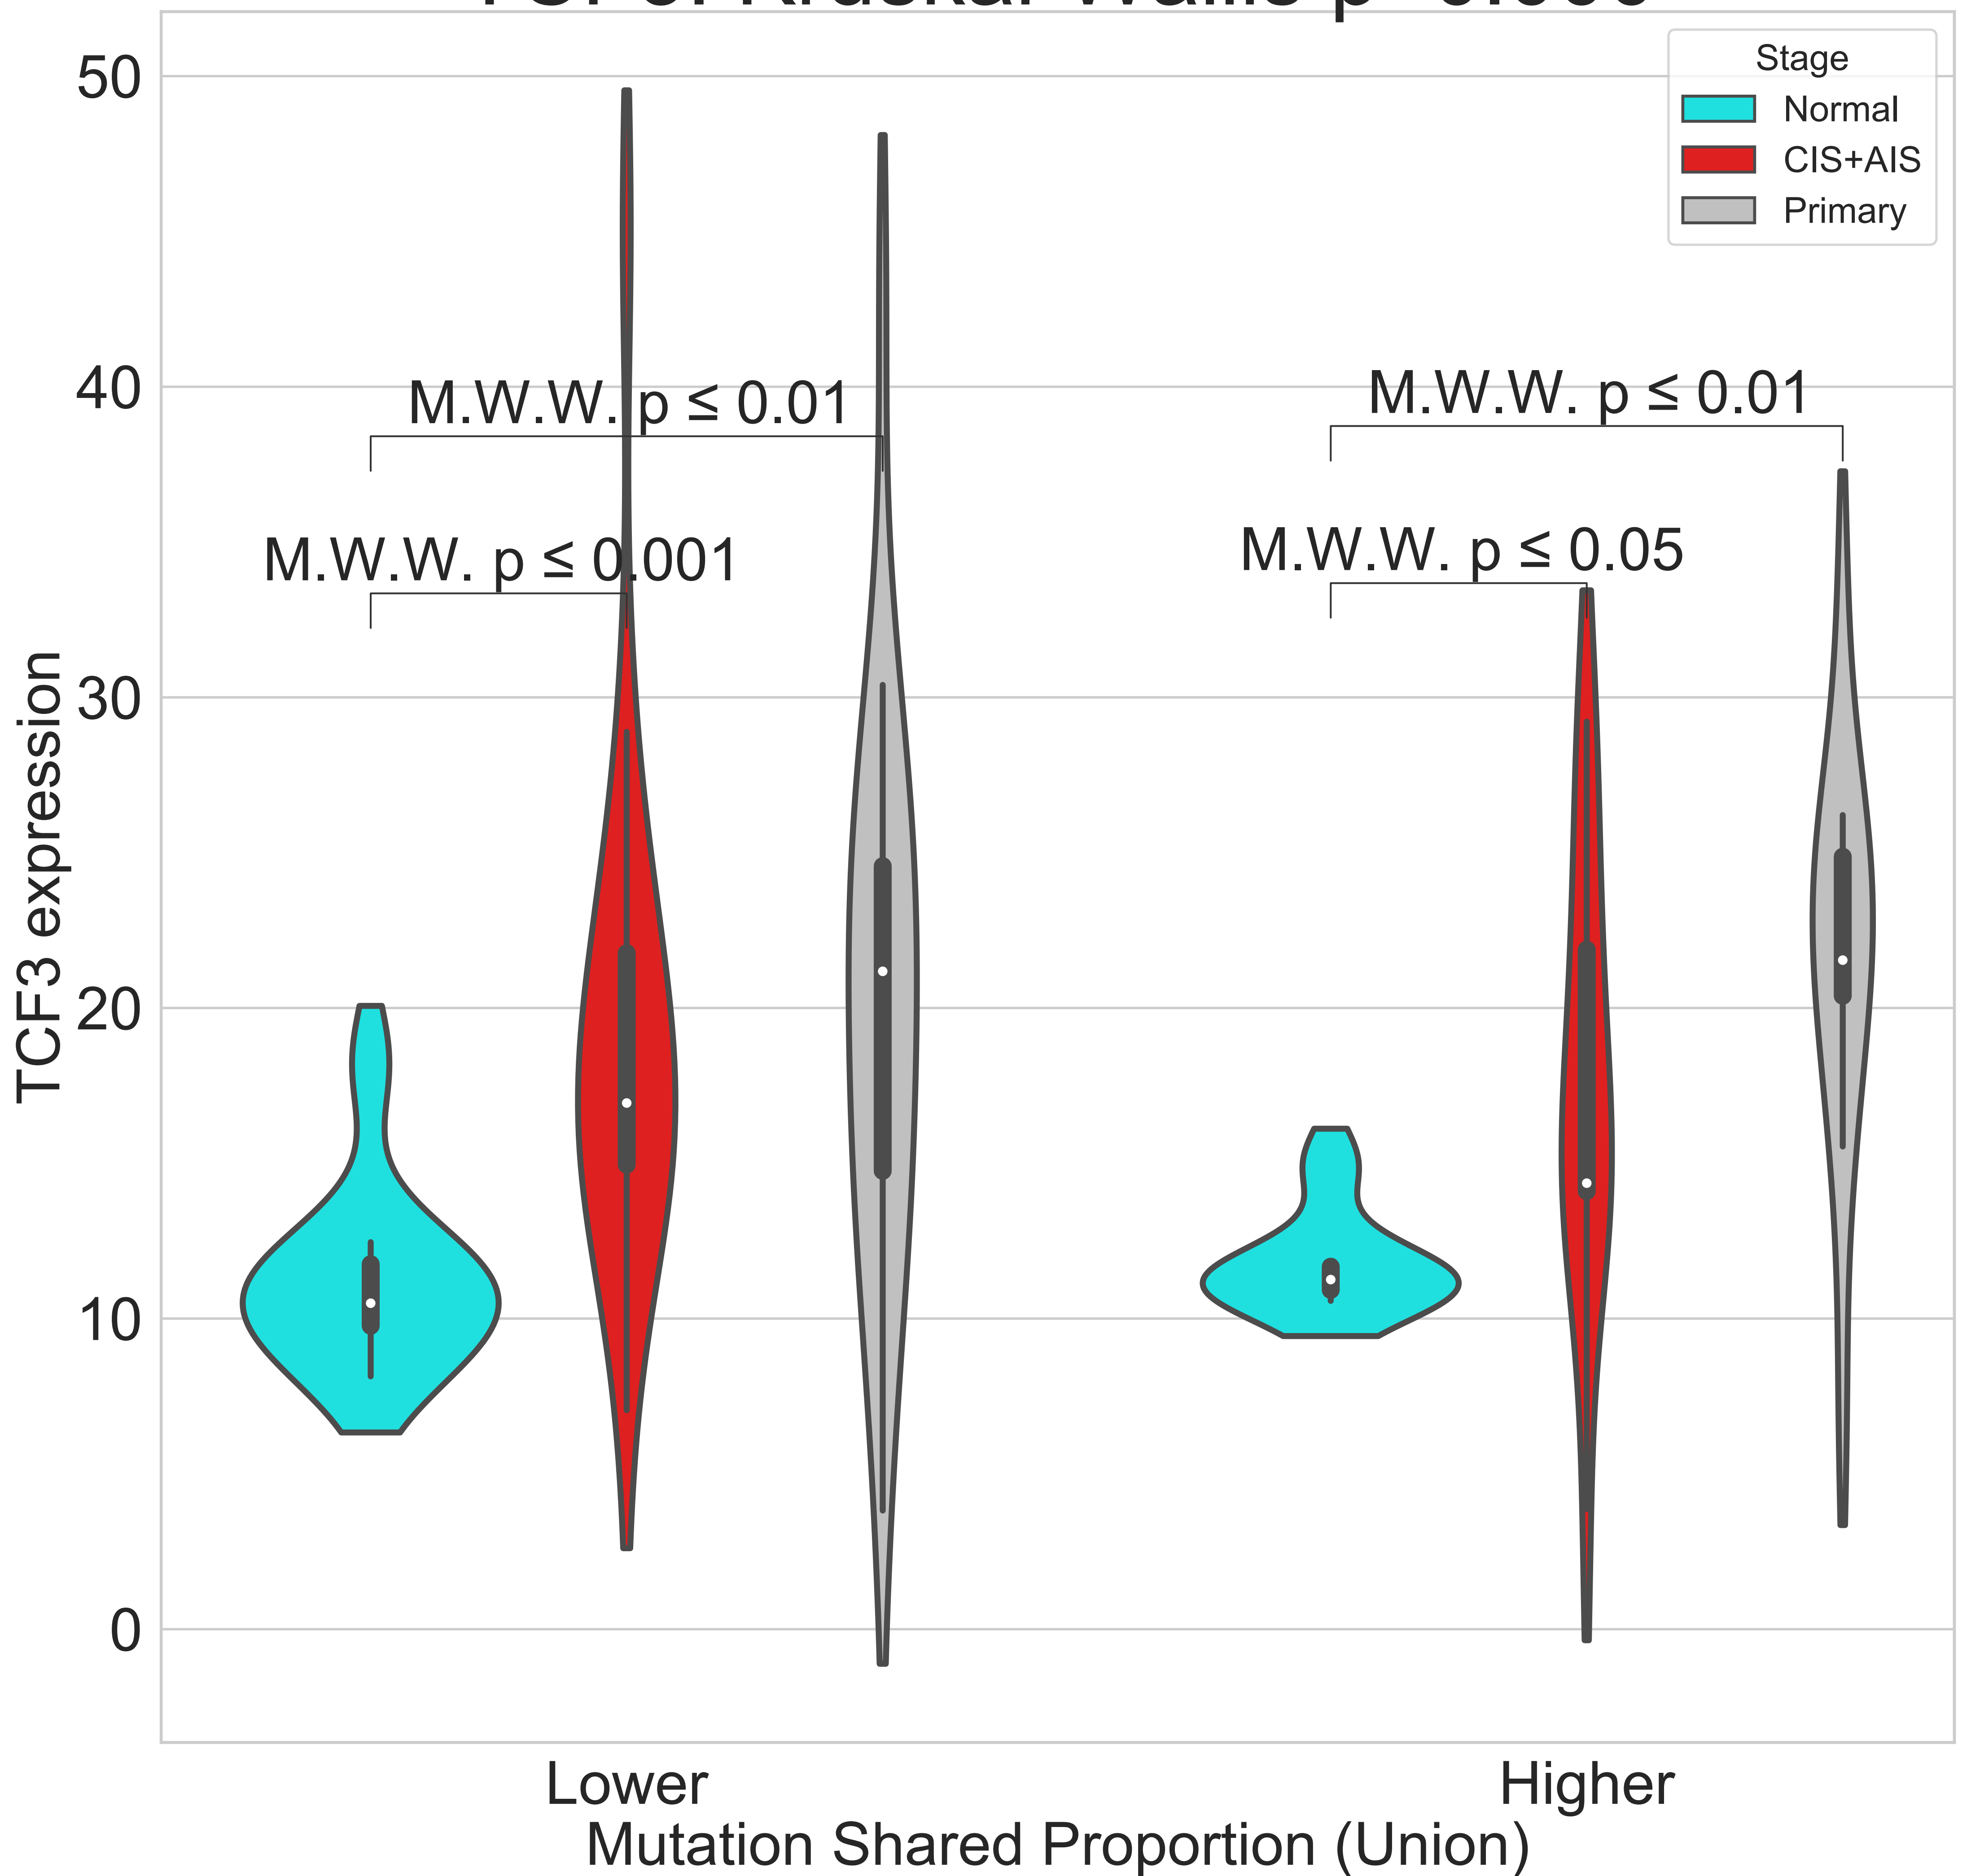 Stage
Normal
CIS+AIS
Primary
50
40
30
20
10
0
TCF3 expression
M.W.W. p ≤ 0.01
M.W.W. p ≤ 0.001
M.W.W. p ≤ 0.01
M.W.W. p ≤ 0.05
Lower
Higher
Mutation Shared Proportion (Union)